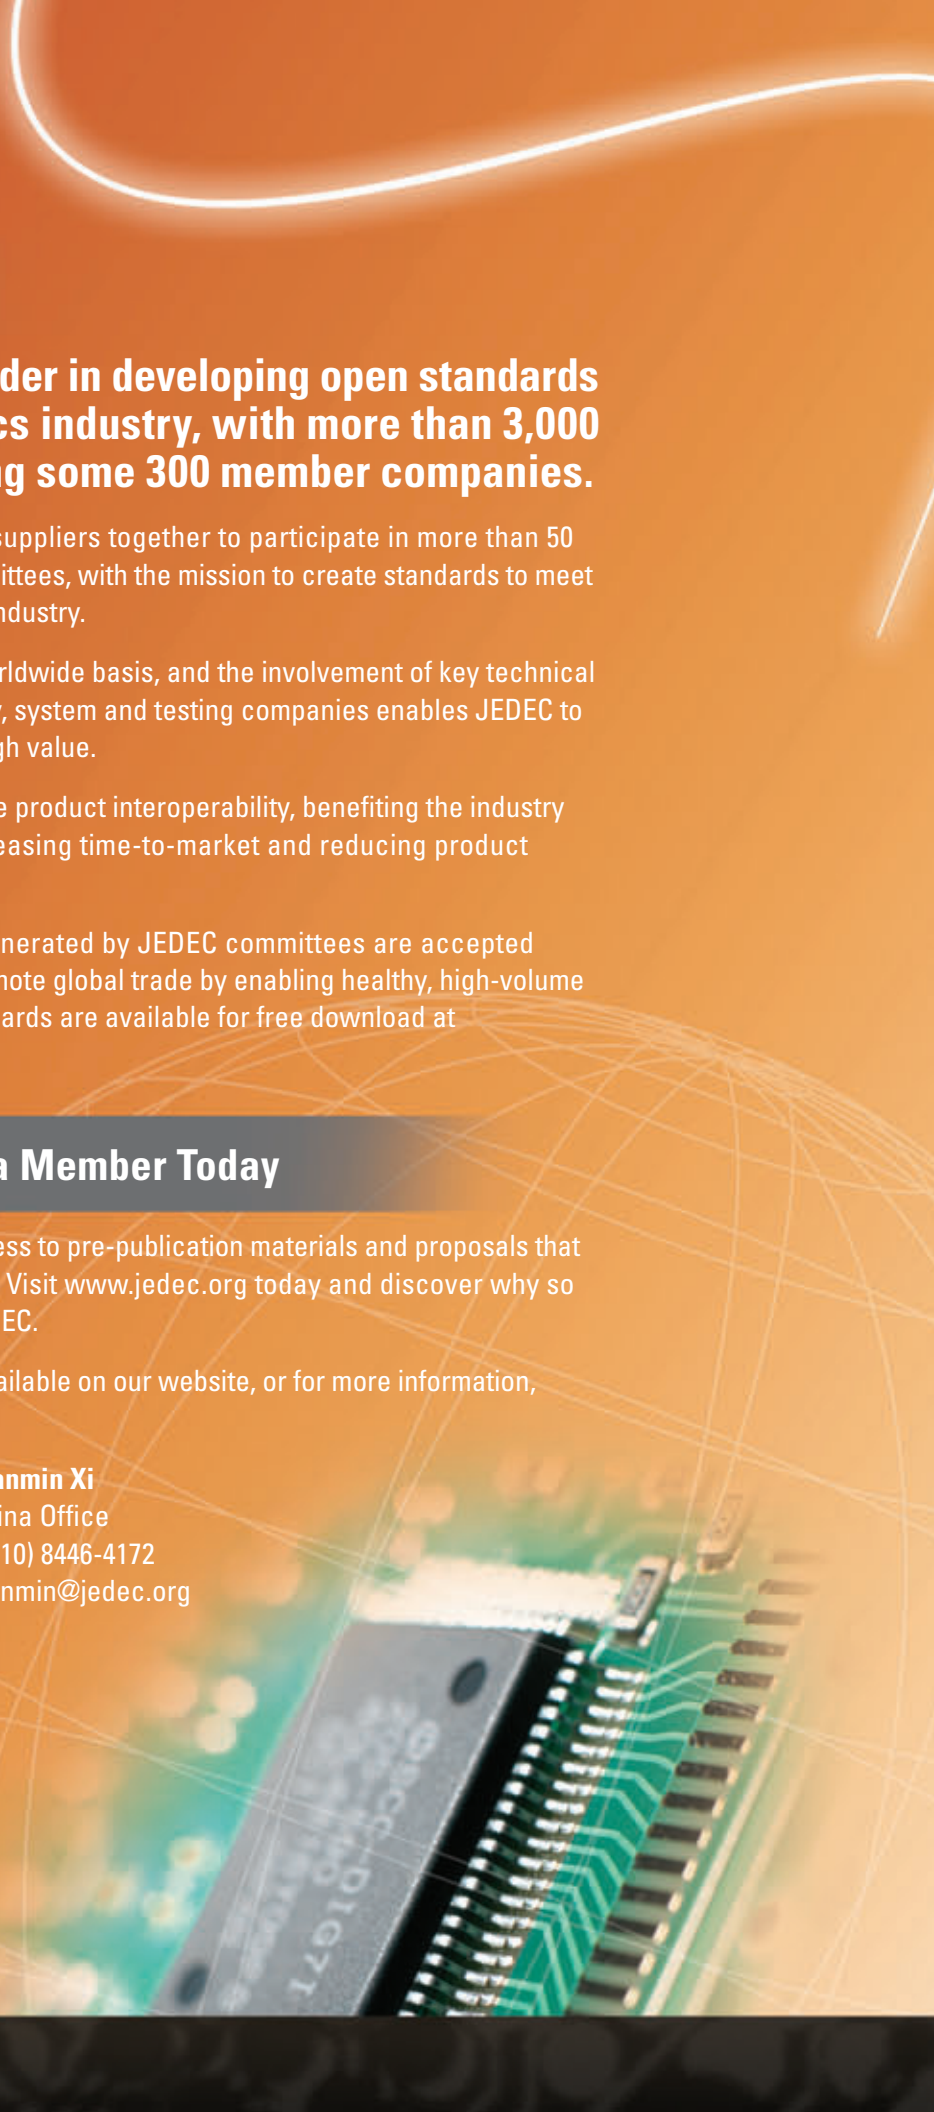 der in developing open standards
cs industry, with more than 3,000
ng some 300 member companies.
suppliers together to participate in more than 50
ittees, with the mission to create standards to meet
ndustry.
rldwide basis, and the involvement of key technical
, system and testing companies enables JEDEC to
gh value.
e product interoperability, benefiting the industry
easing time-to-market and reducing product
nerated by JEDEC committees are accepted
note global trade by enabling healthy, high-volume
ards are available for free download at
a Member Today
ess to pre-publication materials and proposals that
Visit www.jedec.org today and discover why so
EC.
ailable on our website, or for more information,
anmin Xi
ina Office
10) 8446-4172
nmin@jedec.org